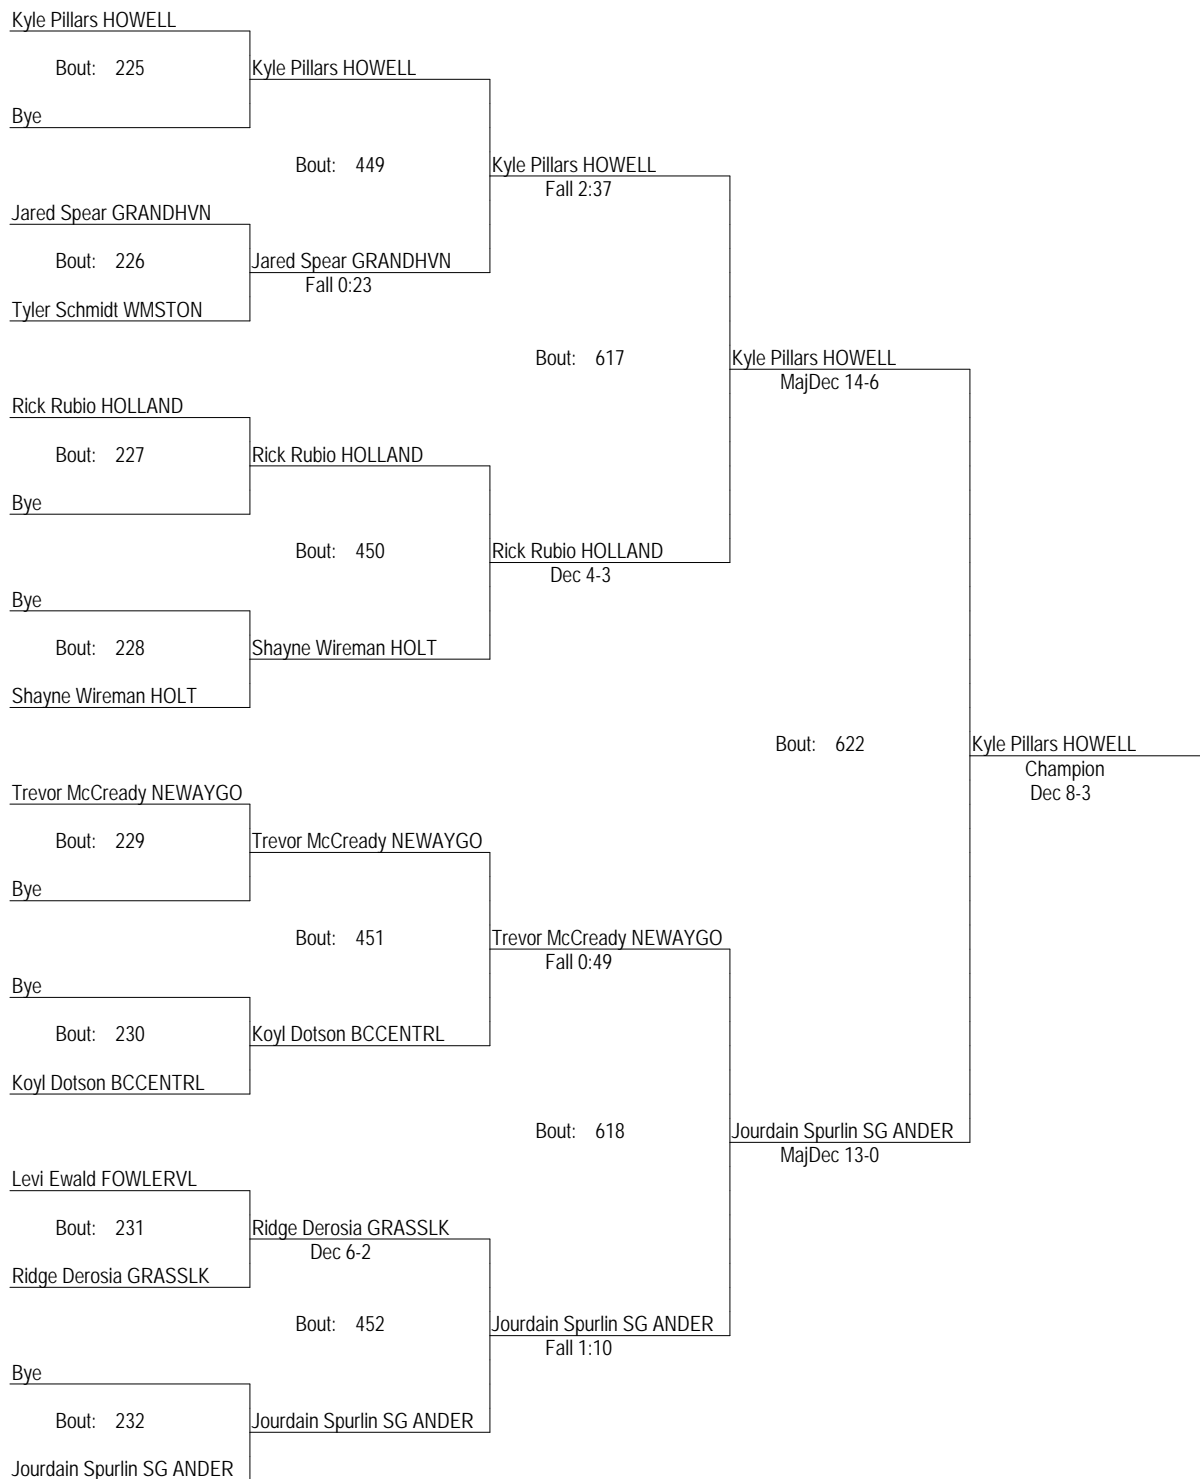 Kyle Pillars HOWELL
Bout: 225 Kyle Pillars HOWELL
Bye
Bout: 449 Kyle Pillars HOWELL
Fall 2:37
Jared Spear GRANDHVN
Bout: 226 Jared Spear GRANDHVN
Fall 0:23
Tyler Schmidt WMSTON
Bout: 617 Kyle Pillars HOWELL
MajDec 14-6
Rick Rubio HOLLAND
Bout: 227 Rick Rubio HOLLAND
Bye
Bout: 450 Rick Rubio HOLLAND
Dec 4-3
Bye
Bout: 228 Shayne Wireman HOLT
Shayne Wireman HOLT
Bout: 622 Kyle Pillars HOWELL
Champion
Dec 8-3
Trevor McCready NEWAYGO
Bout: 229 Trevor McCready NEWAYGO
Bye
Bout: 451 Trevor McCready NEWAYGO
Fall 0:49
Bye
Bout: 230 Koyl Dotson BCCENTRL
Koyl Dotson BCCENTRL
Bout: 618 Jourdain Spurlin SG ANDER
MajDec 13-0
Levi Ewald FOWLERVL
Bout: 231 Ridge Derosia GRASSLK
Dec 6-2
Ridge Derosia GRASSLK
Bout: 452 Jourdain Spurlin SG ANDER
Fall 1:10
Bye
Bout: 232 Jourdain Spurlin SG ANDER
Jourdain Spurlin SG ANDER